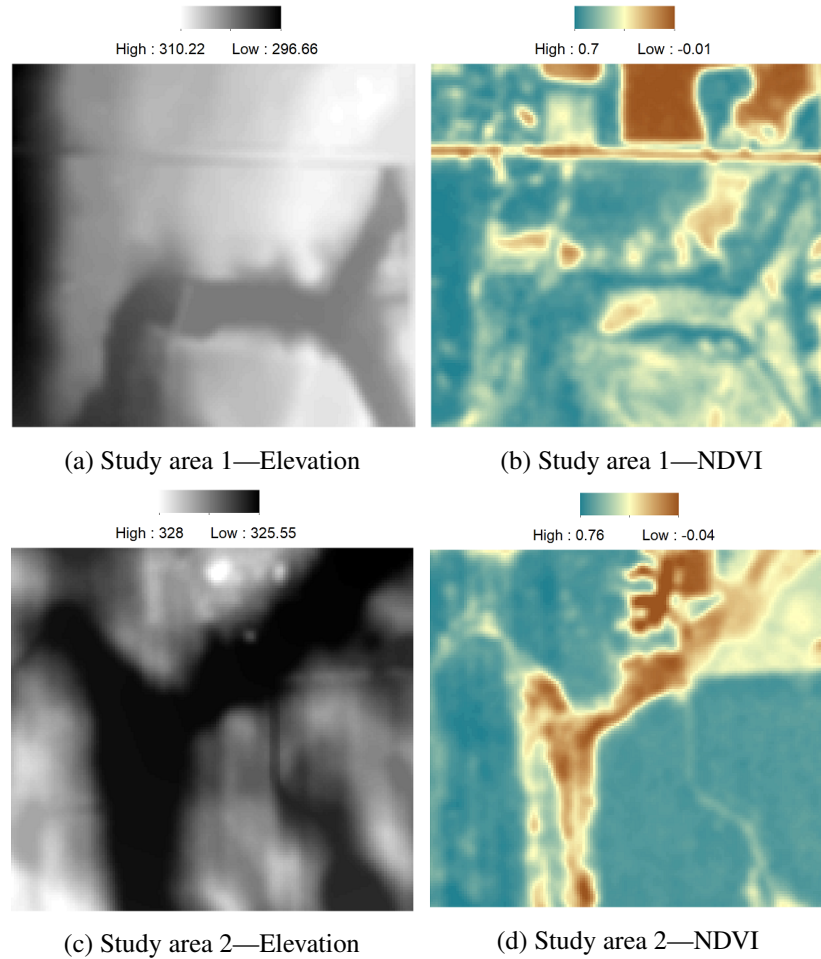 High : 310.22 Low : 296.66
High : 0.7 Low : -0.01
(a) Study area 1—Elevation
(b) Study area 1—NDVI
High : 328 Low : 325.55
High : 0.76 Low : -0.04
(c) Study area 2—Elevation
(d) Study area 2—NDVI